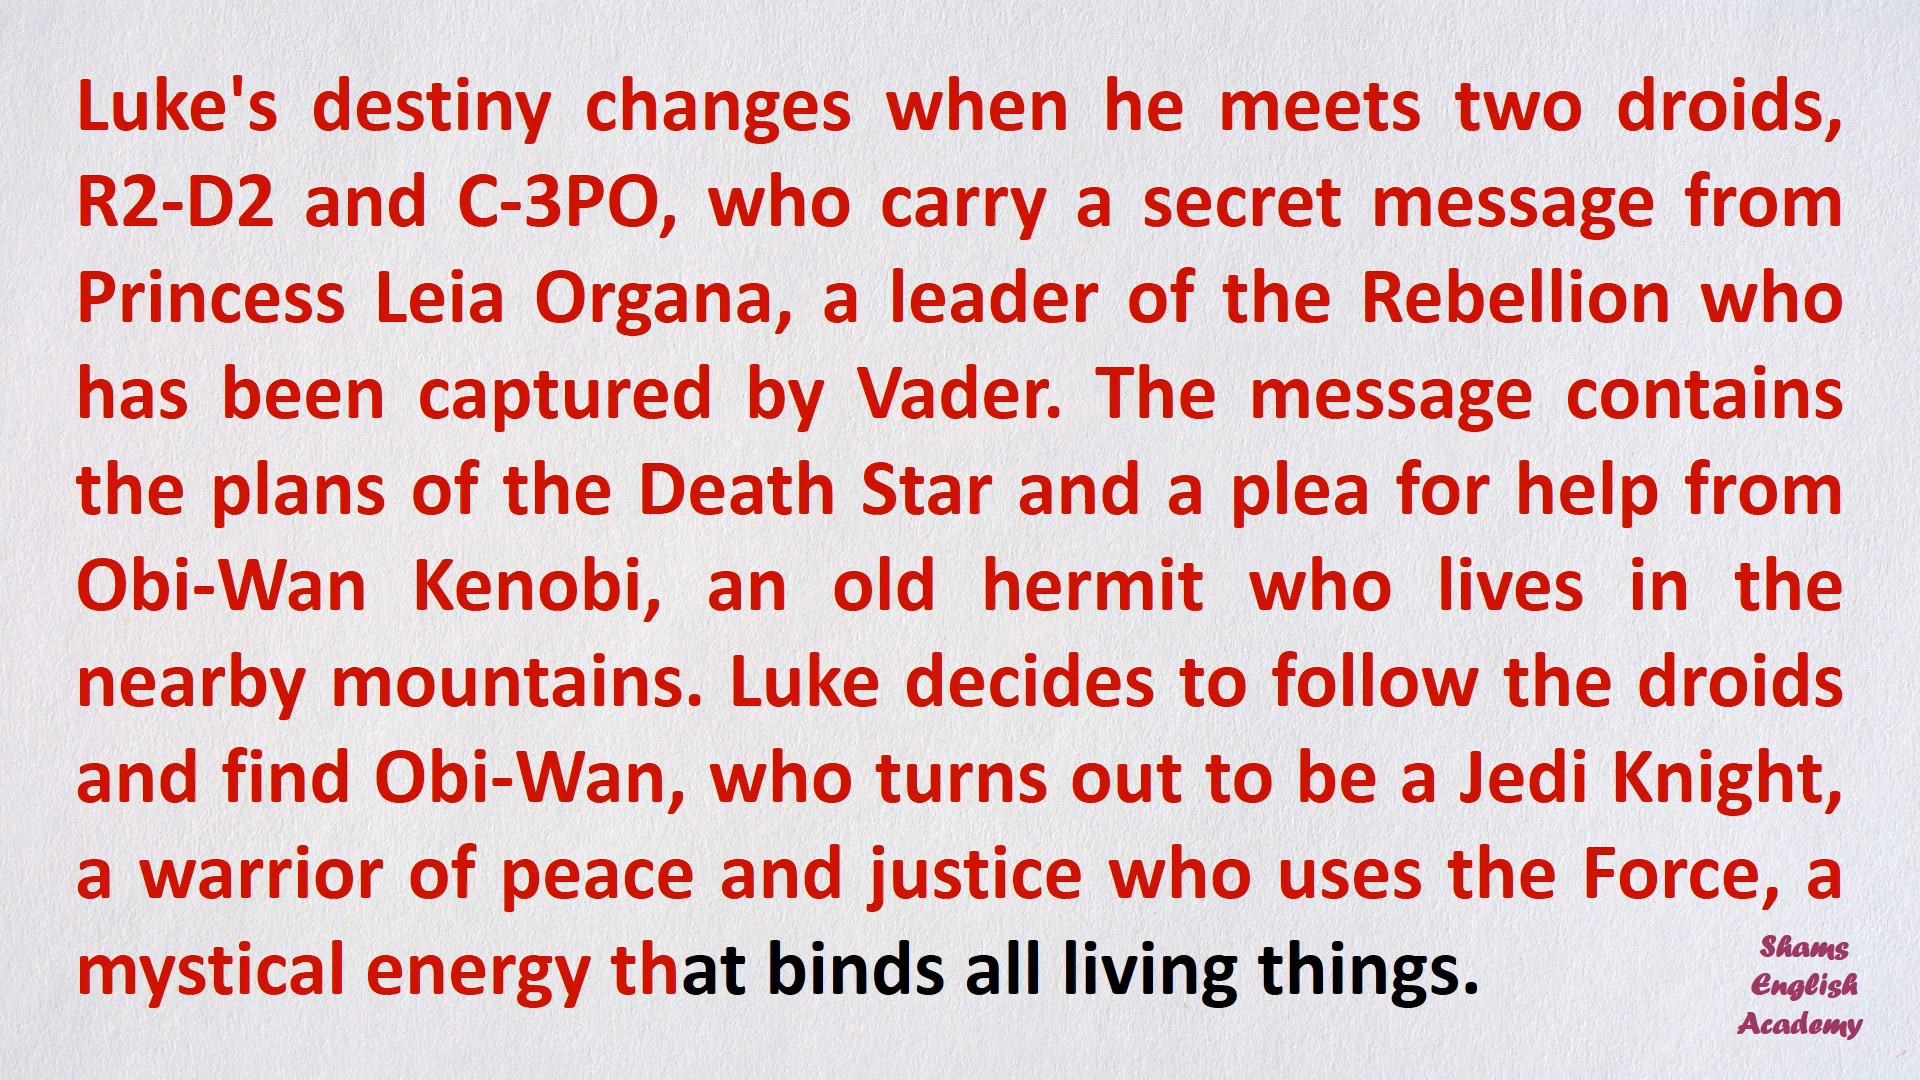 Luke's destiny changes when he meets two droids,
R2-D2 and C-3PO, who carry a secret message from
Princess Leia Organa, a leader of the Rebellion who
has been captured by Vader. The message contains
the plans of the Death Star and a plea for help from
Obi-Wan Kenobi, an old hermit who lives in the
nearby mountains. Luke decides to follow the droids
and find Obi-Wan, who turns out to be a Jedi Knight,
a warrior of peace and justice who uses the Force, a
mystical energy that binds all living things.
Shams
English
Academy